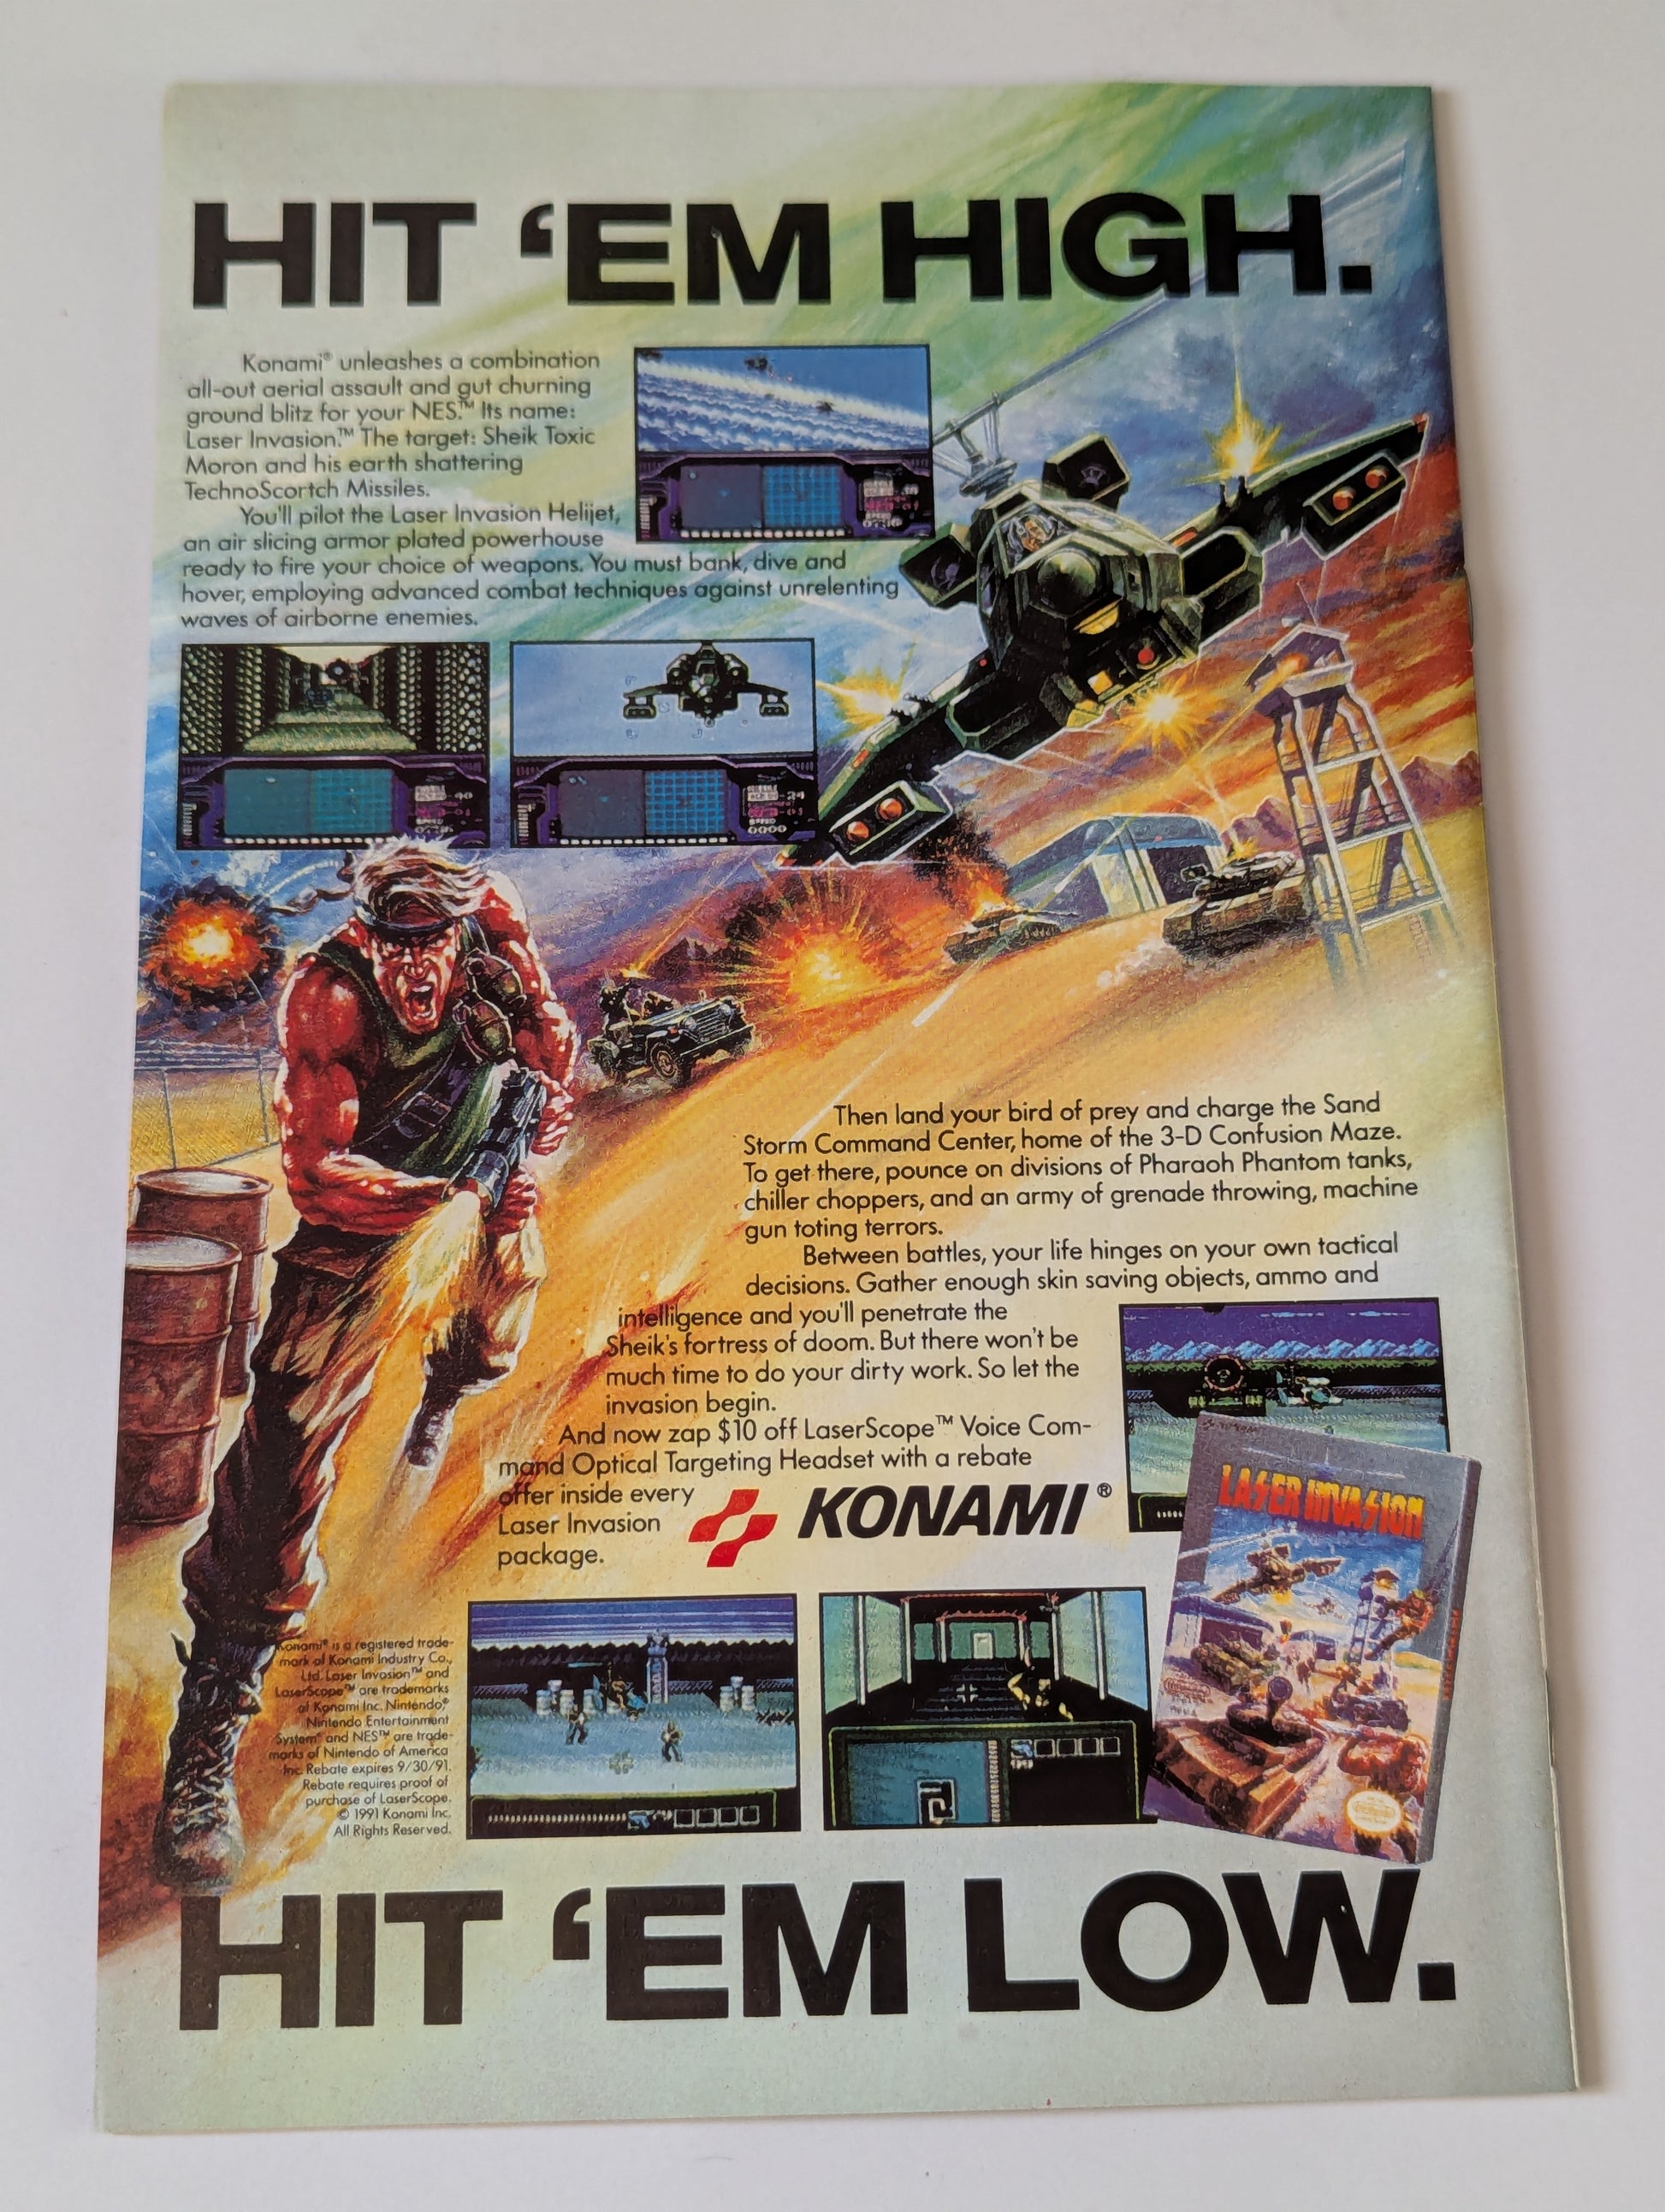 HIT ‘EM HIGH.
Konami® unleashes a combination
all-out aerial assault and gut churning
ground blitz for your NES.™ Its name:
Laser Invasion.™ The target: Sheik Toxic
Moron and his earth shattering
TechnoScortch Missiles.
You'll pilot the Laser Invasion Helijet,
an air slicing armor plated powerhouse
ready to fire your choice of weapons. You must bank, dive and
hover, employing advanced combat techniques against unrelenting
waves of airborne enemies.
Then land your bird of prey and charge the Sand
Storm Command Center, home of the 3-D Confusion Maze.
To get there, pounce on divisions of Pharaoh Phantom tanks,
chiller choppers, and an army of grenade throwing, machine
gun toting terrors.
Between battles, your life hinges on your own tactical
decisions. Gather enough skin saving objects, ammo and
intelligence and you'll penetrate the
Sheik's fortress of doom. But there won't be
much time to do your dirty work. So let the
invasion begin.
And now zap $10 off LaserScope™ Voice Com-
mand Optical Targeting Headset with a rebate
offer inside every
Laser Invasion
package.
KONAMI®
LASER INVASION
Konami® is a registered trade-
mark of Konami Industry Co.,
Ltd. Laser Invasion™ and
LaserScope™ are trademarks
of Konami Inc. Nintendo,®
Nintendo Entertainment
System® and NES™ are trade-
marks of Nintendo of America
Inc. Rebate expires 9/30/91.
Rebate requires proof of
purchase of LaserScope.
© 1991 Konami Inc.
All Rights Reserved.
HIT ‘EM LOW.